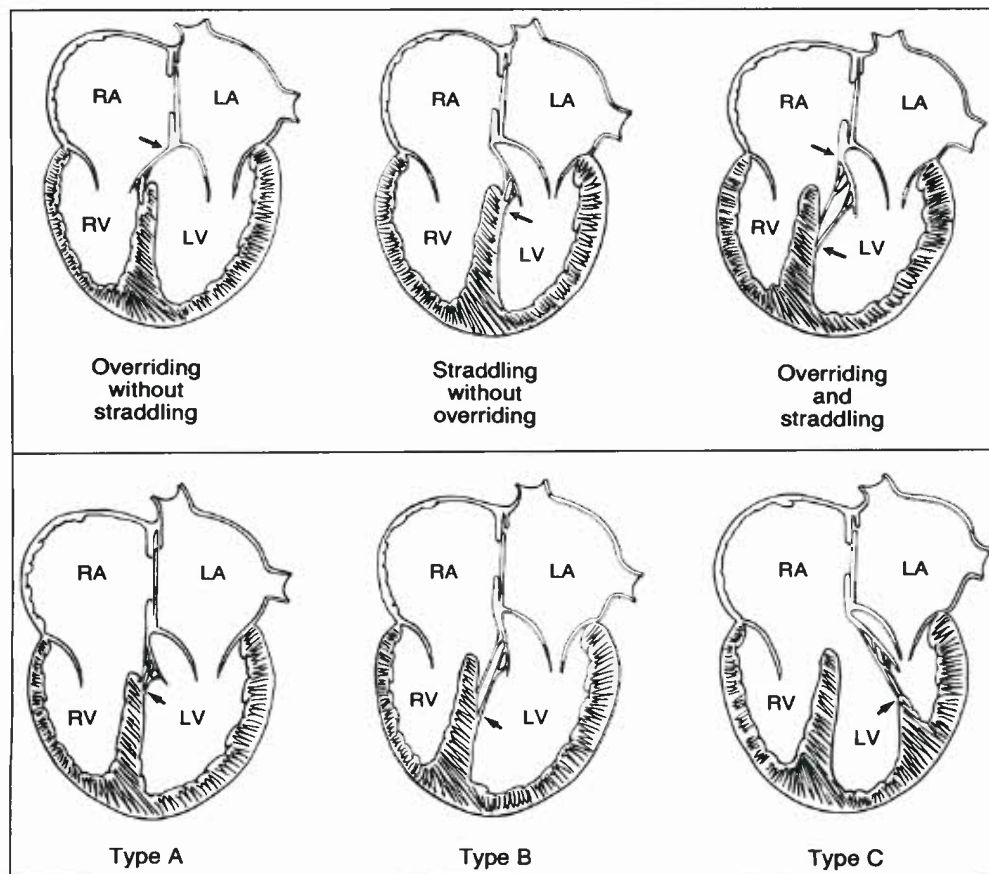 RA
LA
RV
LV
Overriding
without
straddling
RA
LA
RV
LV
Straddling
without
overriding
RA
LA
RV
LV
Overriding
and
straddling
RA
LA
RV
LV
Type A
RA
LA
RV
LV
Type B
RA
LA
RV
LV
Type C